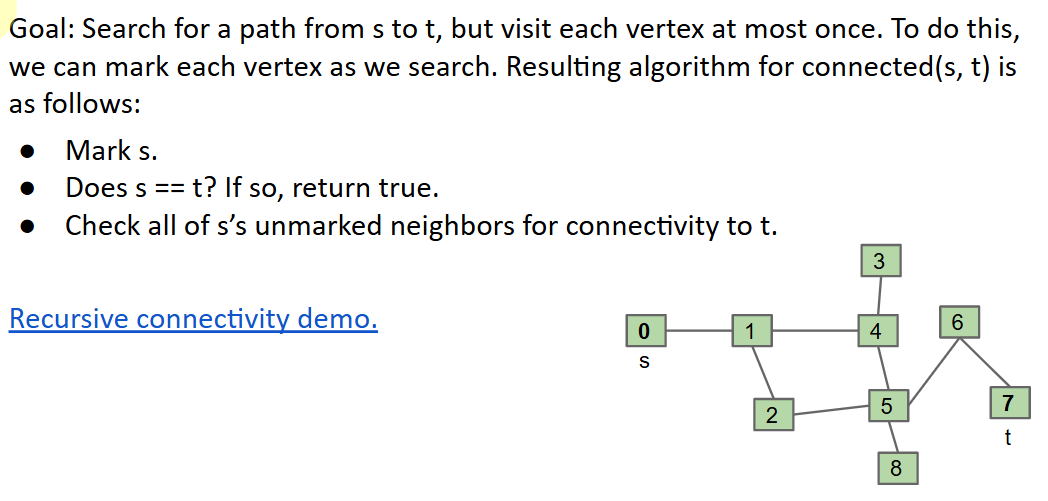 Goal: Search for a path from s to t, but visit each vertex at most once. To do this,
we can mark each vertex as we search. Resulting algorithm for connected(s, t) is
as follows:
● Mark s.
● Does s == t? If so, return true.
● Check all of s’s unmarked neighbors for connectivity to t.
3
Recursive connectivity demo.
0
1
4
6
s
2
5
7
t
8